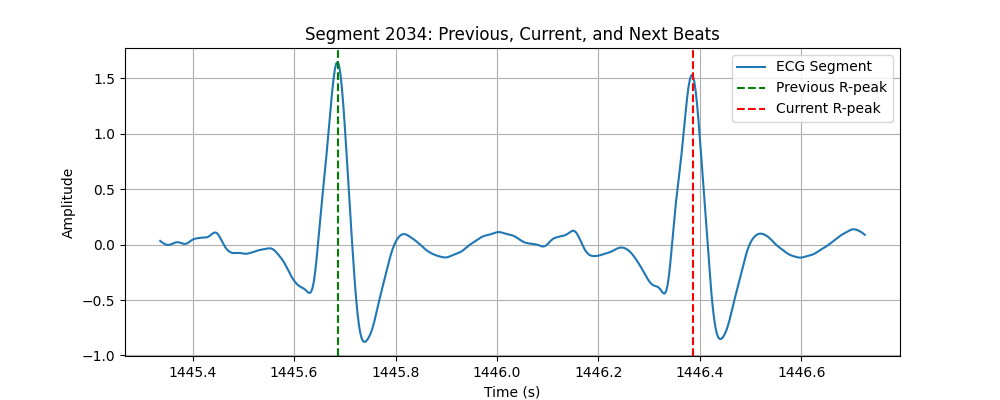 Segment 2034: Previous, Current, and Next Beats
ECG Segment
Previous R-peak
Current R-peak
Amplitude
1.5
1.0
0.5
0.0
−0.5
−1.0
1445.4 1445.6 1445.8 1446.0 1446.2 1446.4 1446.6
Time (s)